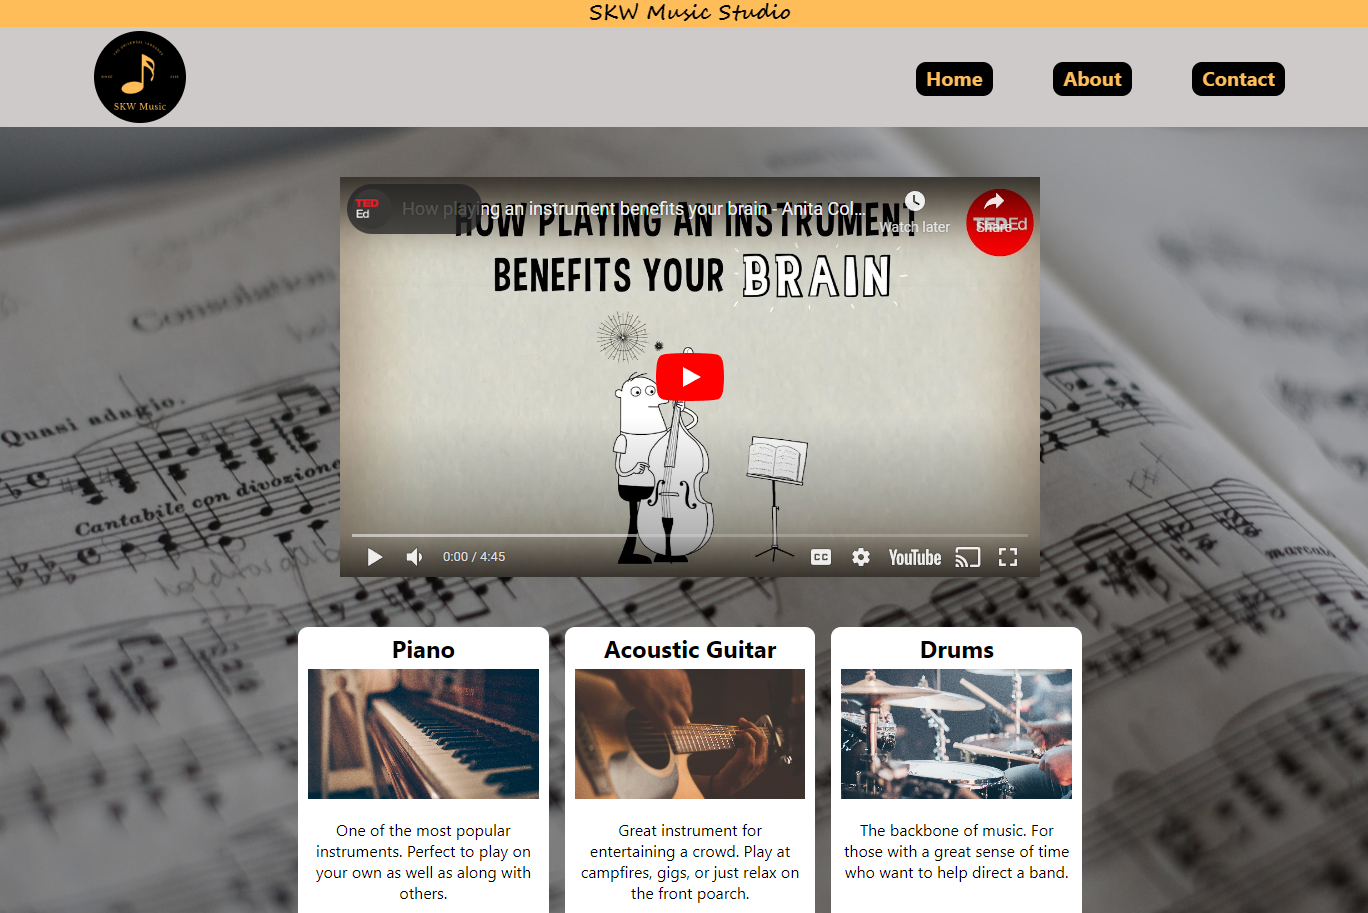 SKW Music Studio
SKW Music
Home
About
Contact
TED
Ed
How playing an instrument benefits your brain - Anita Col...
Watch later
Share
TEDEd
HOW PLAYING AN INSTRUMENT
BENEFITS YOUR BRAIN
Consolation
Quasi adagio.
Cantabile con divozione
marcato
0:00 / 4:45
CC
YouTube
Piano
Acoustic Guitar
Drums
One of the most popular
instruments. Perfect to play on
your own as well as along with
others.
Great instrument for
entertaining a crowd. Play at
campfires, gigs, or just relax on
the front poarch.
The backbone of music. For
those with a great sense of time
who want to help direct a band.